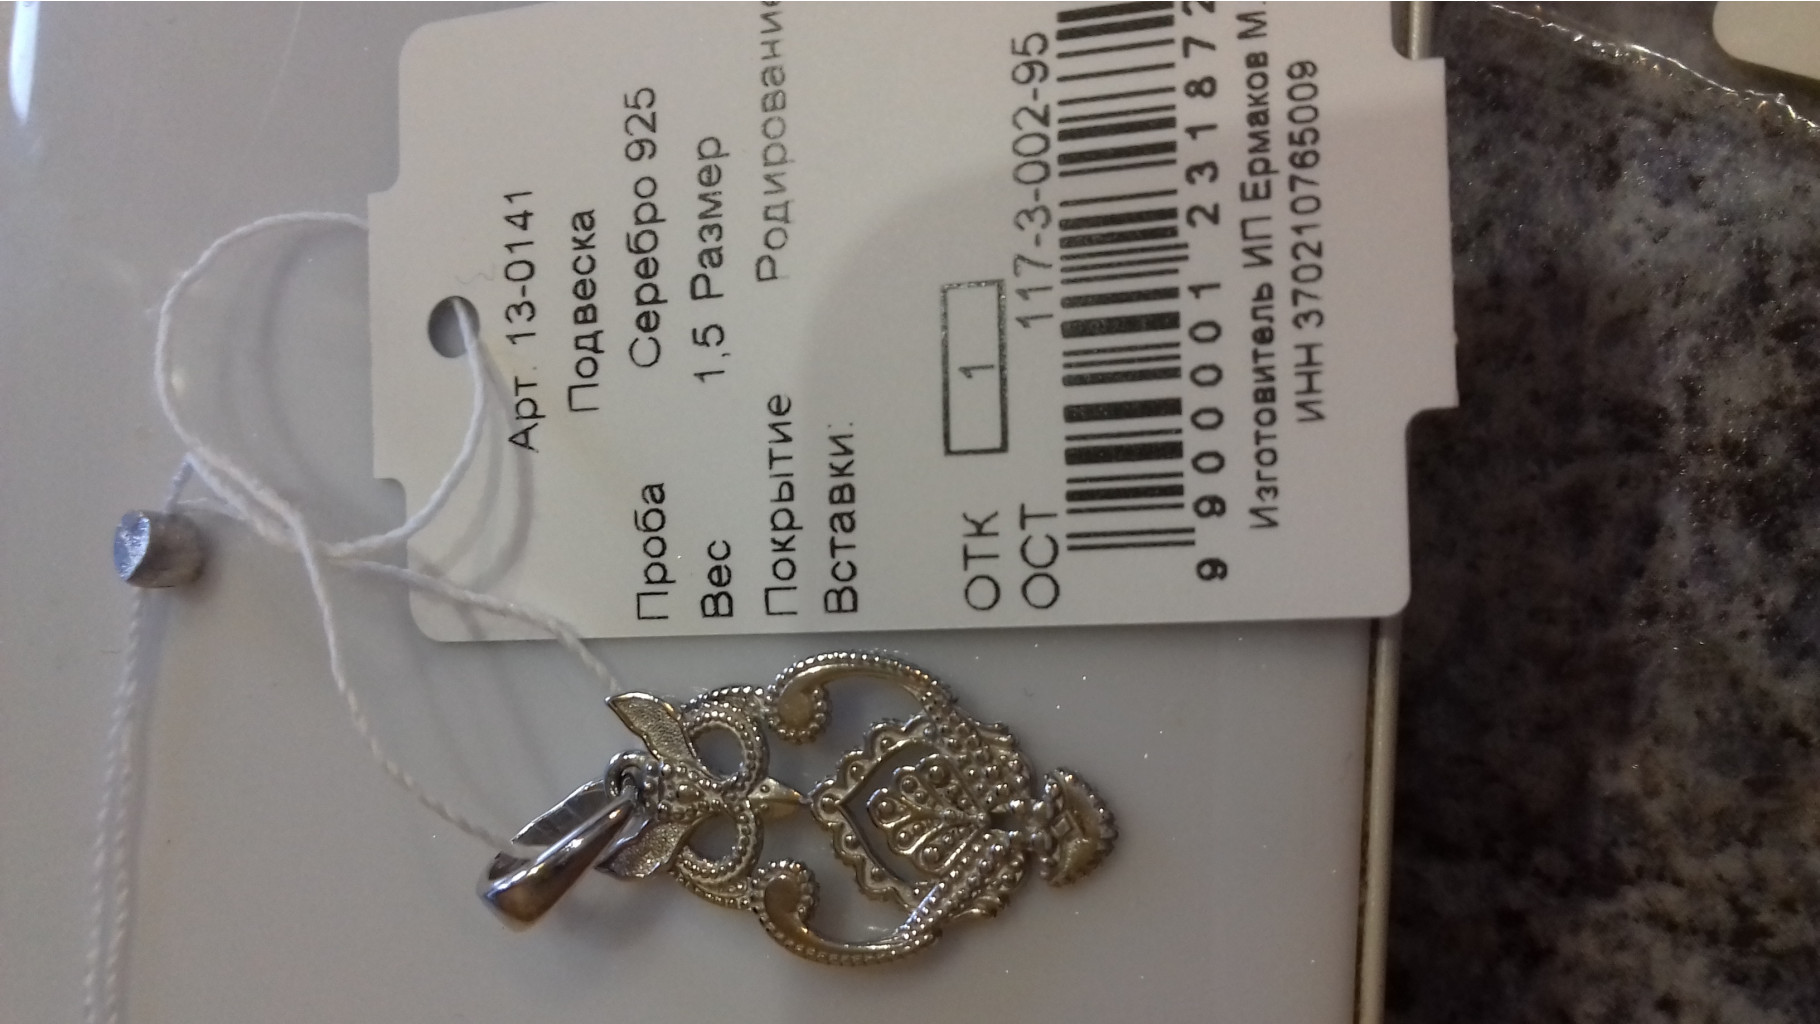 Арт. 13-0141
Подвеска
Проба Серебро 925
Вес 1,5 Размер
Покрытие Родирование
Вставки:
ОТК 1
ОСТ 117-3-002-95
9 900001 231872
Изготовитель ИП Ермаков М.
ИНН 370210765009